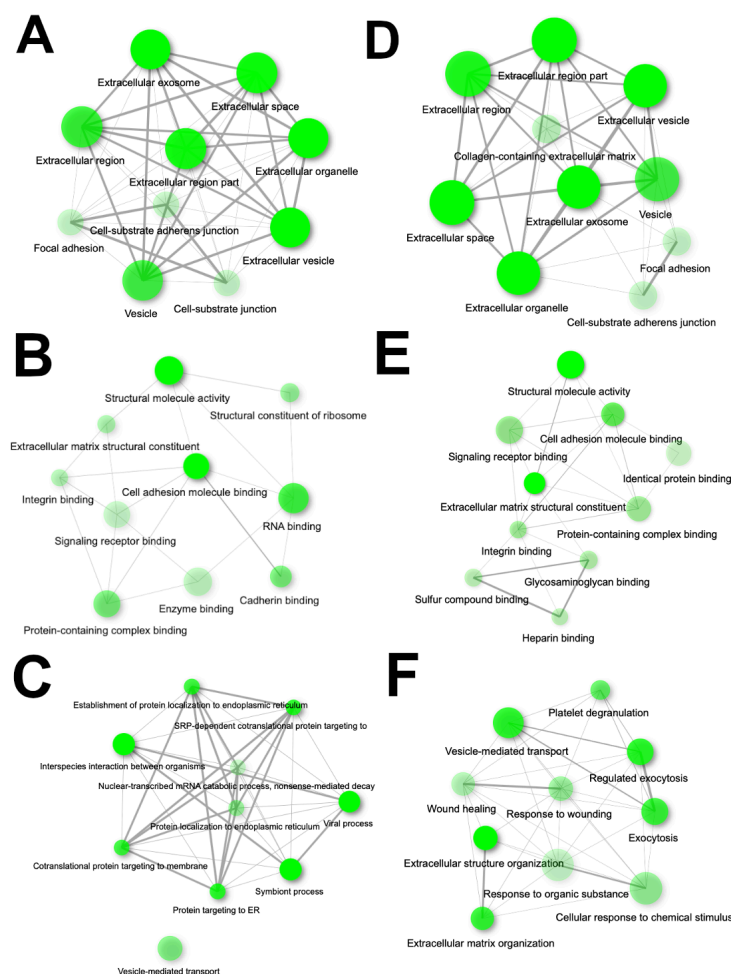 A
Extracellular exosome
Extracellular space
Extracellular region
Extracellular organelle
Extracellular region part
Cell-substrate adherens junction
Focal adhesion
Extracellular vesicle
Vesicle
Cell-substrate junction
B
Structural molecule activity
Structural constituent of ribosome
Extracellular matrix structural constituent
Cell adhesion molecule binding
Integrin binding
RNA binding
Signaling receptor binding
Enzyme binding
Cadherin binding
Protein-containing complex binding
C
Establishment of protein localization to endoplasmic reticulum
SRP-dependent cotranslational protein targeting to
Interspecies interaction between organisms
Nuclear-transcribed mRNA catabolic process, nonsense-mediated decay
Protein localization to endoplasmic reticulum
Viral process
Cotranslational protein targeting to membrane
Symbiont process
Protein targeting to ER
Vesicle-mediated transport
D
Extracellular region part
Extracellular region
Extracellular vesicle
Collagen-containing extracellular matrix
Vesicle
Extracellular exosome
Extracellular space
Focal adhesion
Extracellular organelle
Cell-substrate adherens junction
E
Structural molecule activity
Cell adhesion molecule binding
Signaling receptor binding
Identical protein binding
Extracellular matrix structural constituent
Protein-containing complex binding
Integrin binding
Glycosaminoglycan binding
Sulfur compound binding
Heparin binding
F
Platelet degranulation
Vesicle-mediated transport
Regulated exocytosis
Wound healing
Response to wounding
Exocytosis
Extracellular structure organization
Response to organic substance
Cellular response to chemical stimulus
Extracellular matrix organization